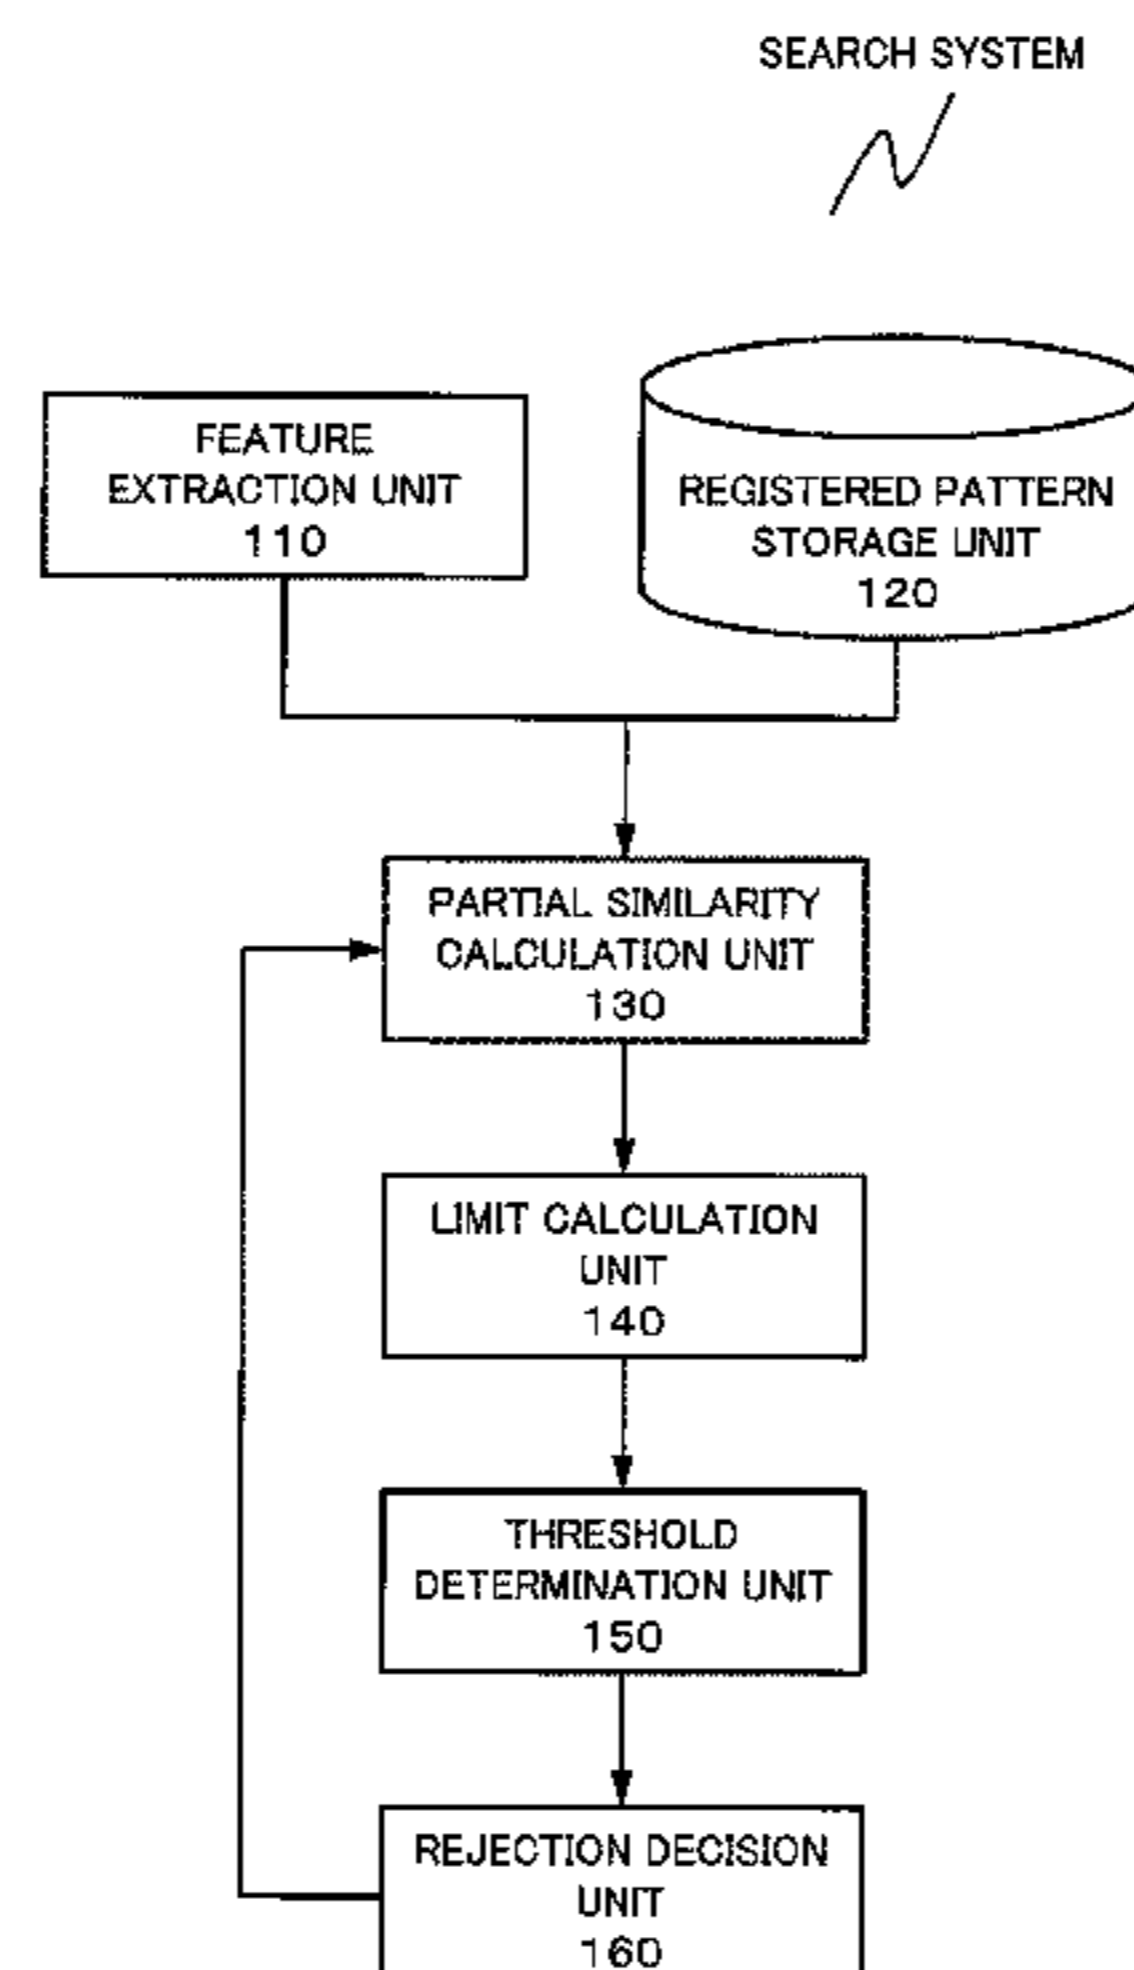 SEARCH SYSTEM
FEATURE
EXTRACTION UNIT
110
REGISTERED PATTERN
STORAGE UNIT
120
PARTIAL SIMILARITY
CALCULATION UNIT
130
LIMIT CALCULATION
UNIT
140
THRESHOLD
DETERMINATION UNIT
150
REJECTION DECISION
UNIT
160